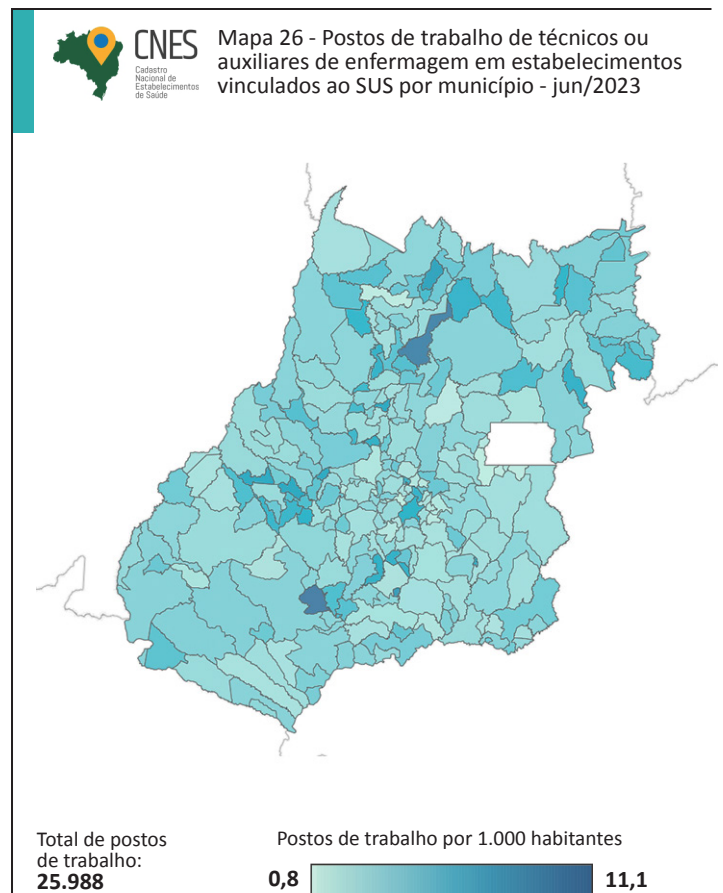 CNES
Cadastro
Nacional de
Estabelecimentos
de Saúde
Mapa 26 - Postos de trabalho de técnicos ou
auxiliares de enfermagem em estabelecimentos
vinculados ao SUS por município - jun/2023
Total de postos
de trabalho:
25.988
Postos de trabalho por 1.000 habitantes
0,8
11,1